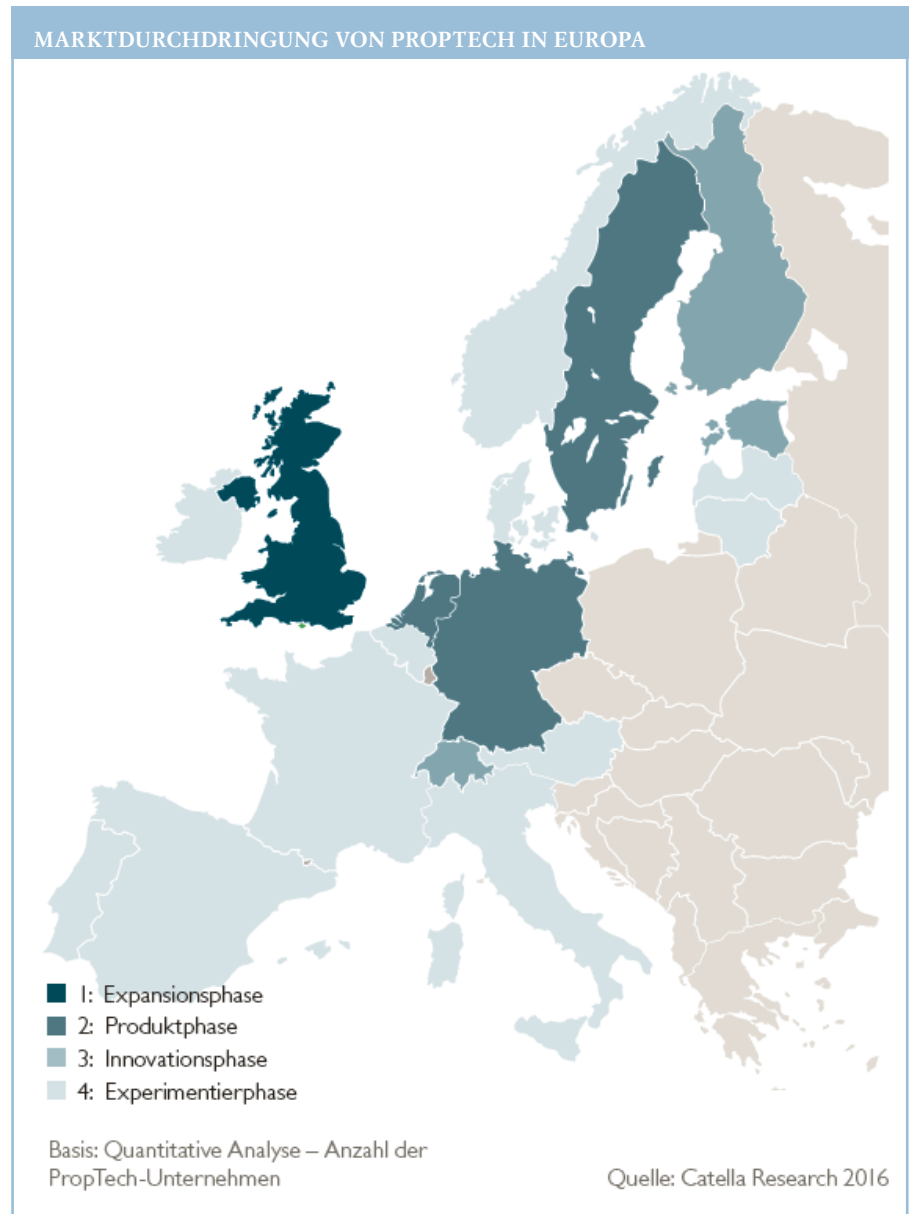 MARKTDURCHDRINGUNG VON PROPTECH IN EUROPA
1: Expansionsphase
2: Produktphase
3: Innovationsphase
4: Experimentierphase
Basis: Quantitative Analyse – Anzahl der
PropTech-Unternehmen
Quelle: Catella Research 2016